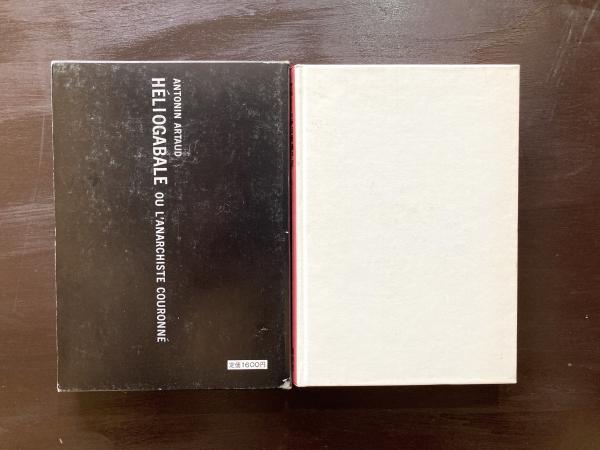 ANTONIN ARTAUD
HÉLIOGABALE OU L'ANARCHISTE COURONNÉ
定価1600円